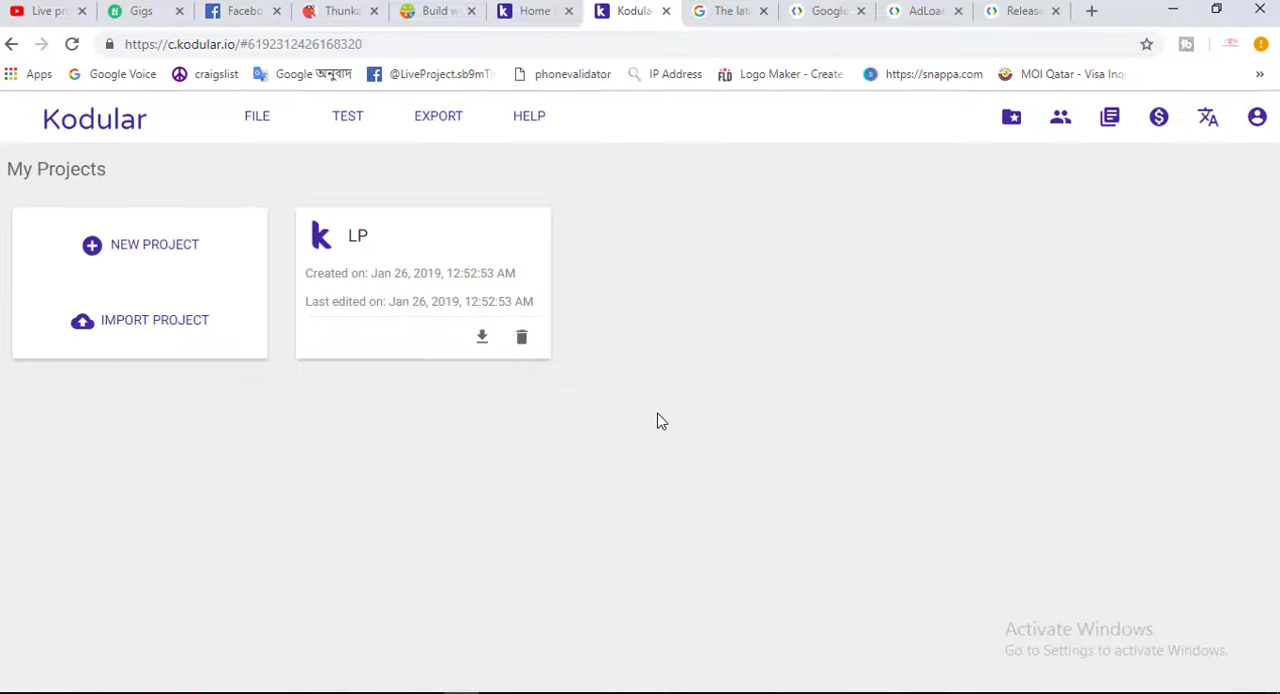 Live pr
Gigs
Facebo
Thunka
Build w
Home
Kodula
The lat
Google
AdLoad
Release
https://c.kodular.io/#6192312426168320
Apps
Google Voice
craigslist
Google অনুবাদ
@LiveProject.sb9mT
phonevalidator
IP Address
Logo Maker - Create
https://snappa.com
MOI Qatar - Visa Inq
»
Kodular
FILE
TEST
EXPORT
HELP
My Projects
NEW PROJECT
IMPORT PROJECT
LP
Created on: Jan 26, 2019, 12:52:53 AM
Last edited on: Jan 26, 2019, 12:52:53 AM
Activate Windows
Go to Settings to activate Windows.